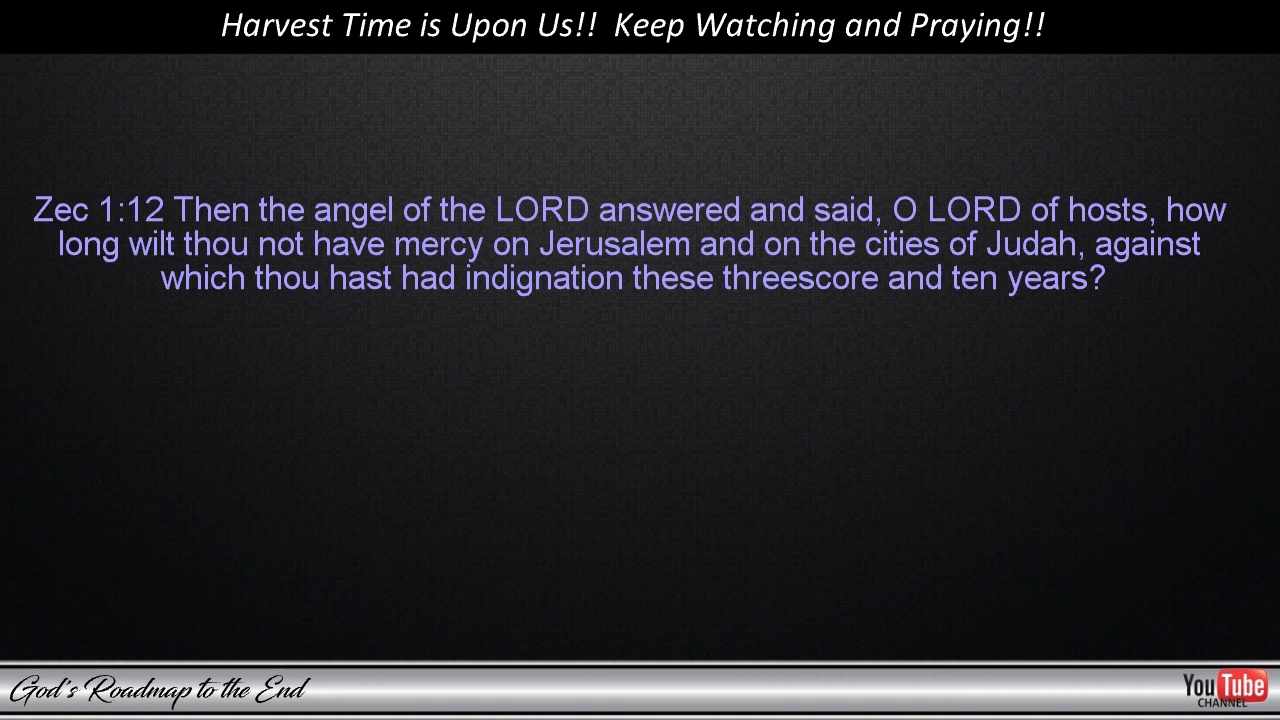 Harvest Time is Upon Us!! Keep Watching and Praying!!
Zec 1:12 Then the angel of the LORD answered and said, O LORD of hosts, how
long wilt thou not have mercy on Jerusalem and on the cities of Judah, against
which thou hast had indignation these threescore and ten years?
God's Roadmap to the End
YouTube
CHANNEL